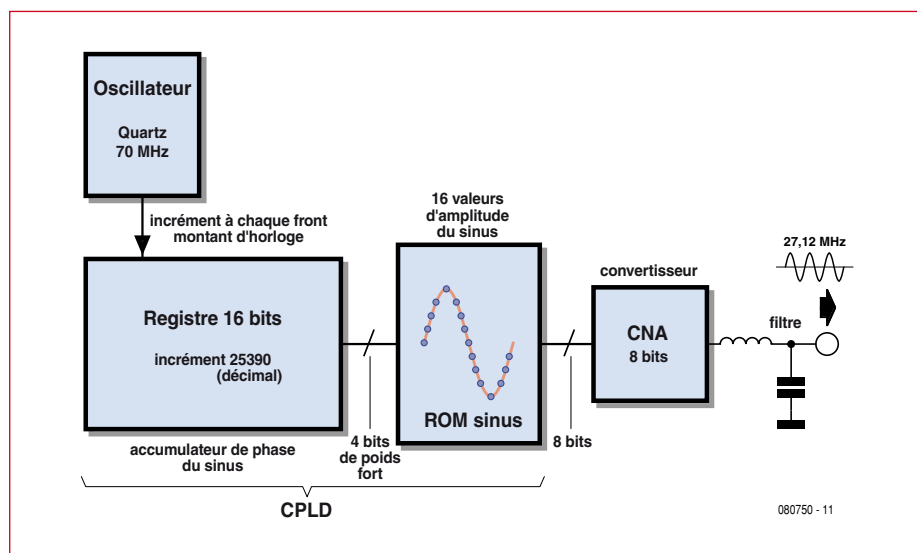 Oscillateur
Quartz
70 MHz
incrément à chaque front
montant d'horloge
Registre 16 bits
incrément 25390
(décimal)
accumulateur de phase
du sinus
4 bits
de poids
fort
16 valeurs
d'amplitude
du sinus
ROM sinus
8 bits
convertisseur
CNA
8 bits
filtre
27,12 MHz
CPLD
080750 - 11